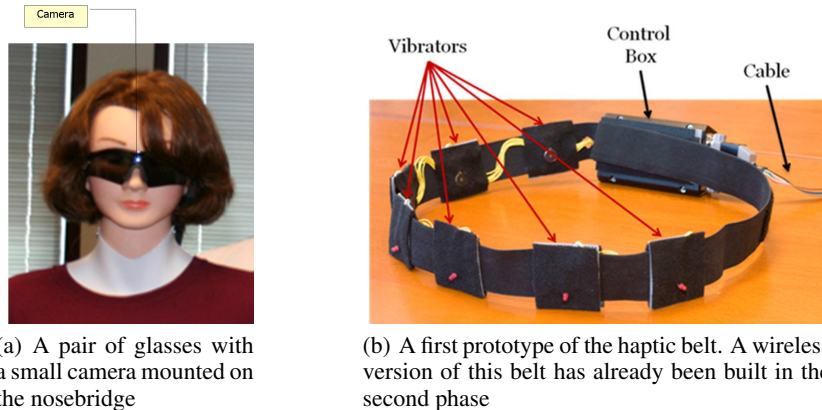 Camera
Vibrators
Control
Box
Cable
(a) A pair of glasses with
a small camera mounted on
the nosebridge
(b) A first prototype of the haptic belt. A wireless
version of this belt has already been built in the
second phase